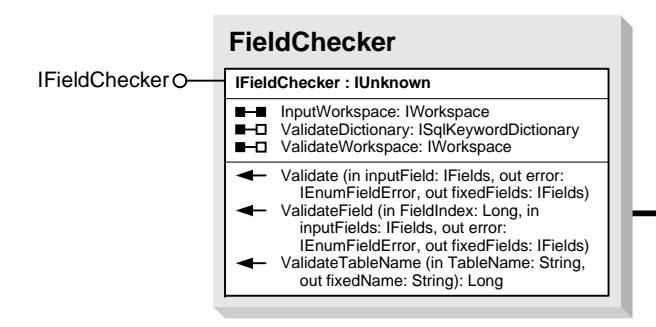 FieldChecker
IFieldChecker
IFieldChecker : IUnknown
InputWorkspace: IWorkspace
ValidateDictionary: ISqlKeywordDictionary
ValidateWorkspace: IWorkspace
Validate (in inputField: IFields, out error:
IEnumFieldError, out fixedFields: IFields)
ValidateField (in FieldIndex: Long, in
inputFields: IFields, out error:
IEnumFieldError, out fixedFields: IFields)
ValidateTableName (in TableName: String,
out fixedName: String): Long